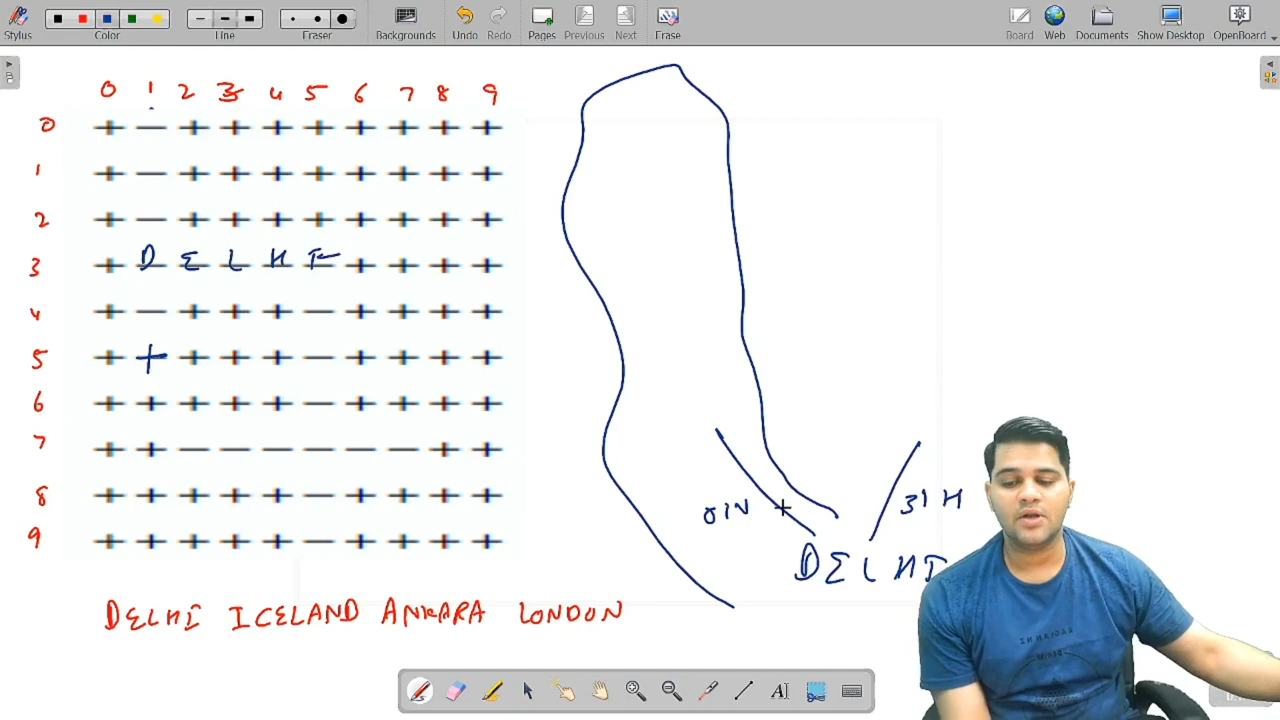 Stylus Color Line Eraser Backgrounds Undo Redo Pages Previous Next Erase Board Web Documents Show Desktop OpenBoard
0 1 2 3 4 5 6 7 8 9
0 + - + + + + + + + +
1 + - + + + + + + + +
2 + - + + + + + + + +
3 + D E L H I + + + +
4 + - + + + - + + + +
5 + + + + + - + + + +
6 + + + + + - + + + +
7 + + - - - - - - + +
8 + + + + + - + + + +
9 + + + + + - + + + +
01N
31H
DELHI
DELHI ICELAND ANKARA LONDON